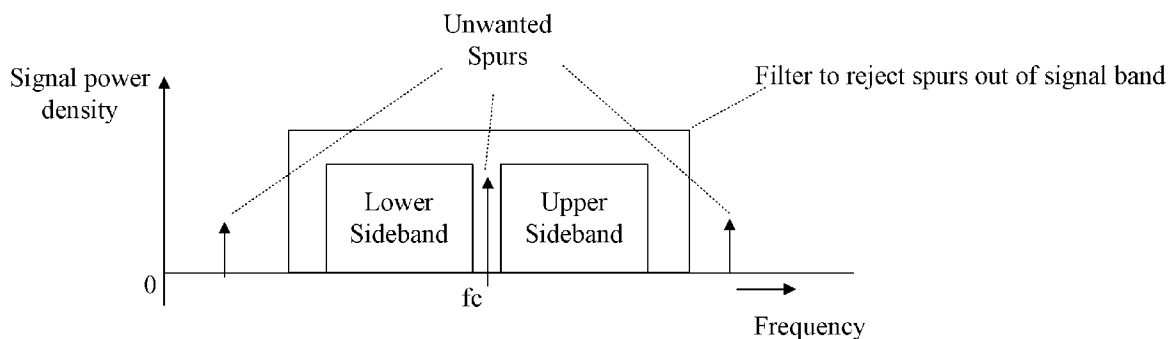 Unwanted
Spurs
Signal power
density
Filter to reject spurs out of signal band
Lower
Sideband
Upper
Sideband
0
fc
Frequency